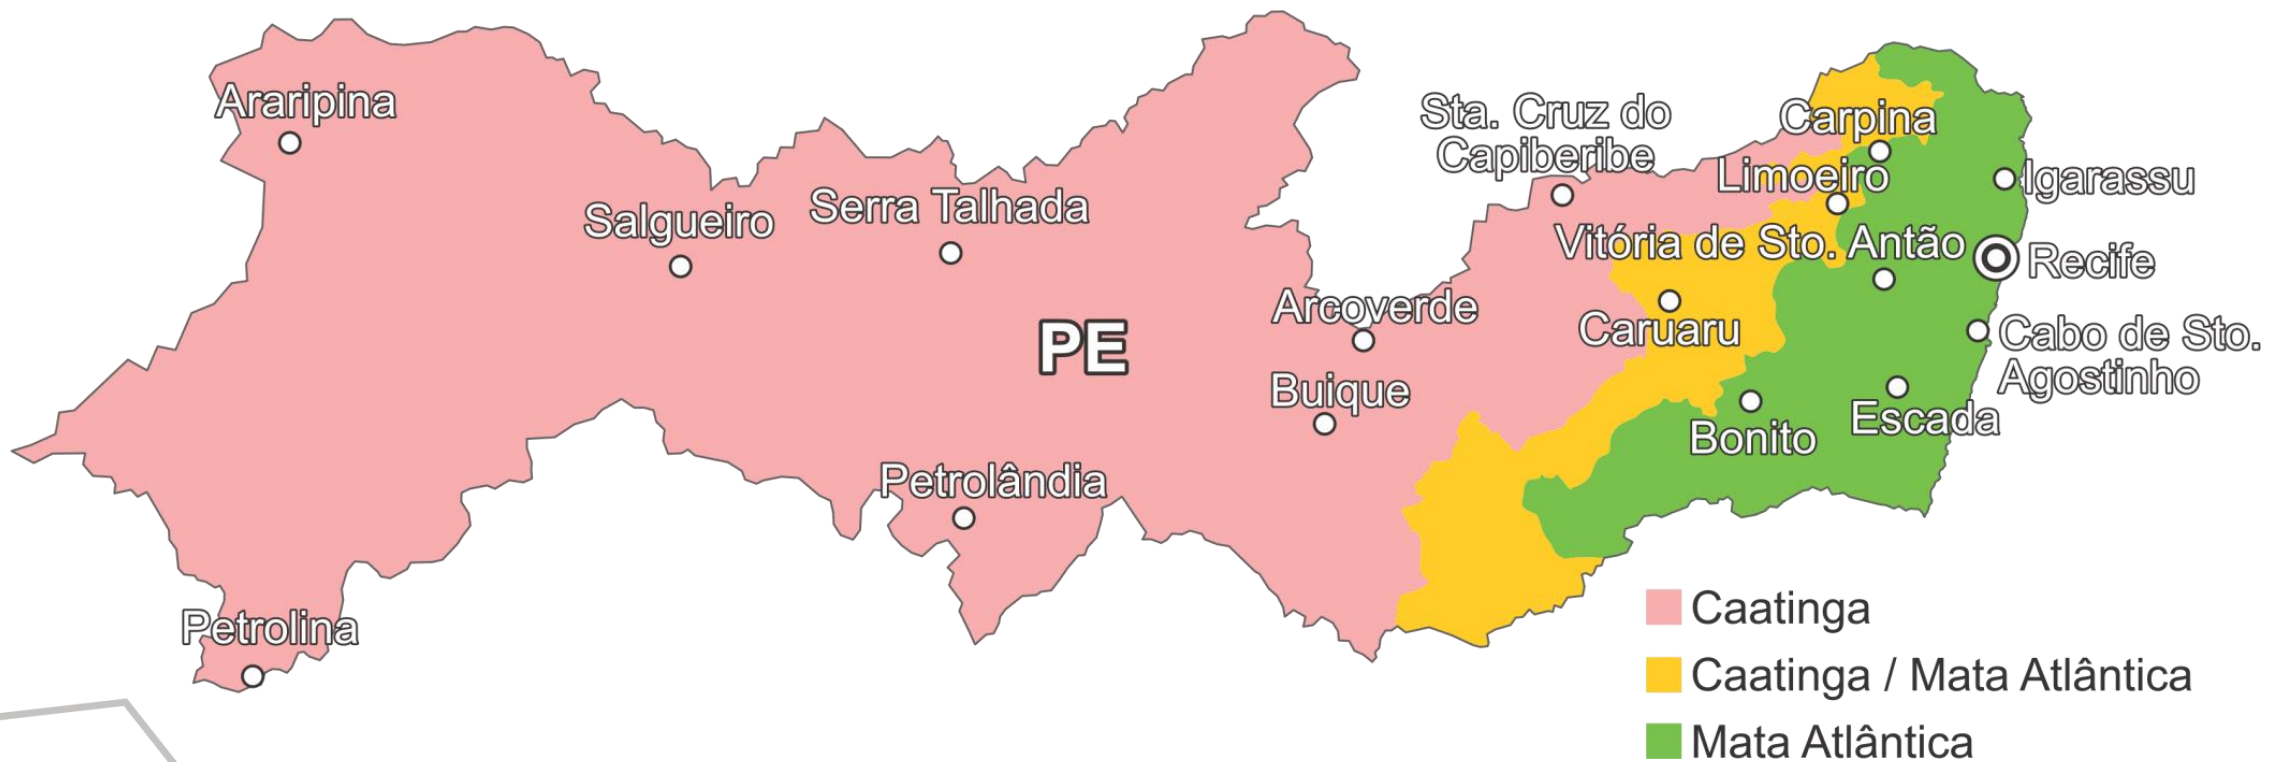 Araripina
Sta. Cruz do
Capiberibe
Carpina
Limoeiro
Igarassu
Salgueiro
Serra Talhada
Vitória de Sto. Antão
Recife
Arcoverde
Caruaru
PE
Cabo de Sto.
Agostinho
Buique
Escada
Bonito
Petrolândia
Petrolina
Caatinga
Caatinga / Mata Atlântica
Mata Atlântica